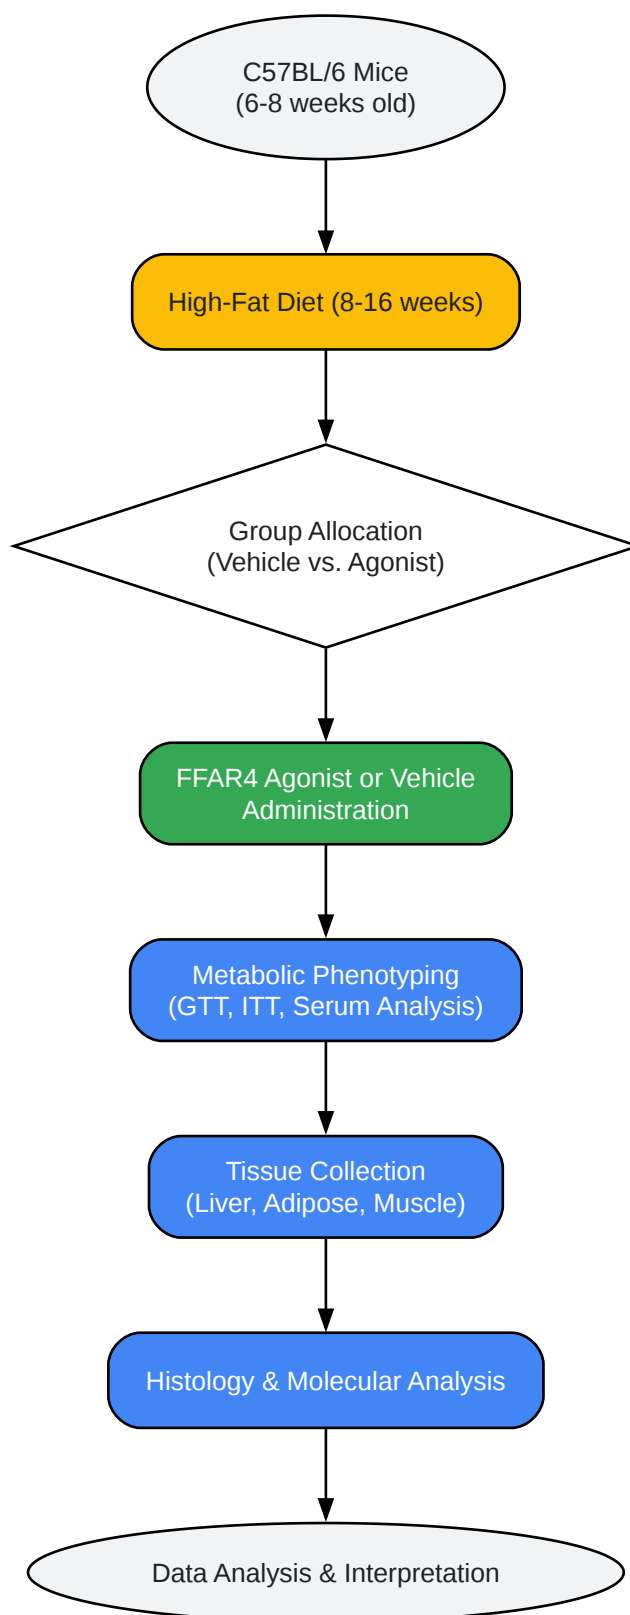 C57BL/6 Mice
(6-8 weeks old)
High-Fat Diet (8-16 weeks)
Group Allocation
(Vehicle vs. Agonist)
FFAR4 Agonist or Vehicle
Administration
Metabolic Phenotyping
(GTT, ITT, Serum Analysis)
Tissue Collection
(Liver, Adipose, Muscle)
Histology & Molecular Analysis
Data Analysis & Interpretation